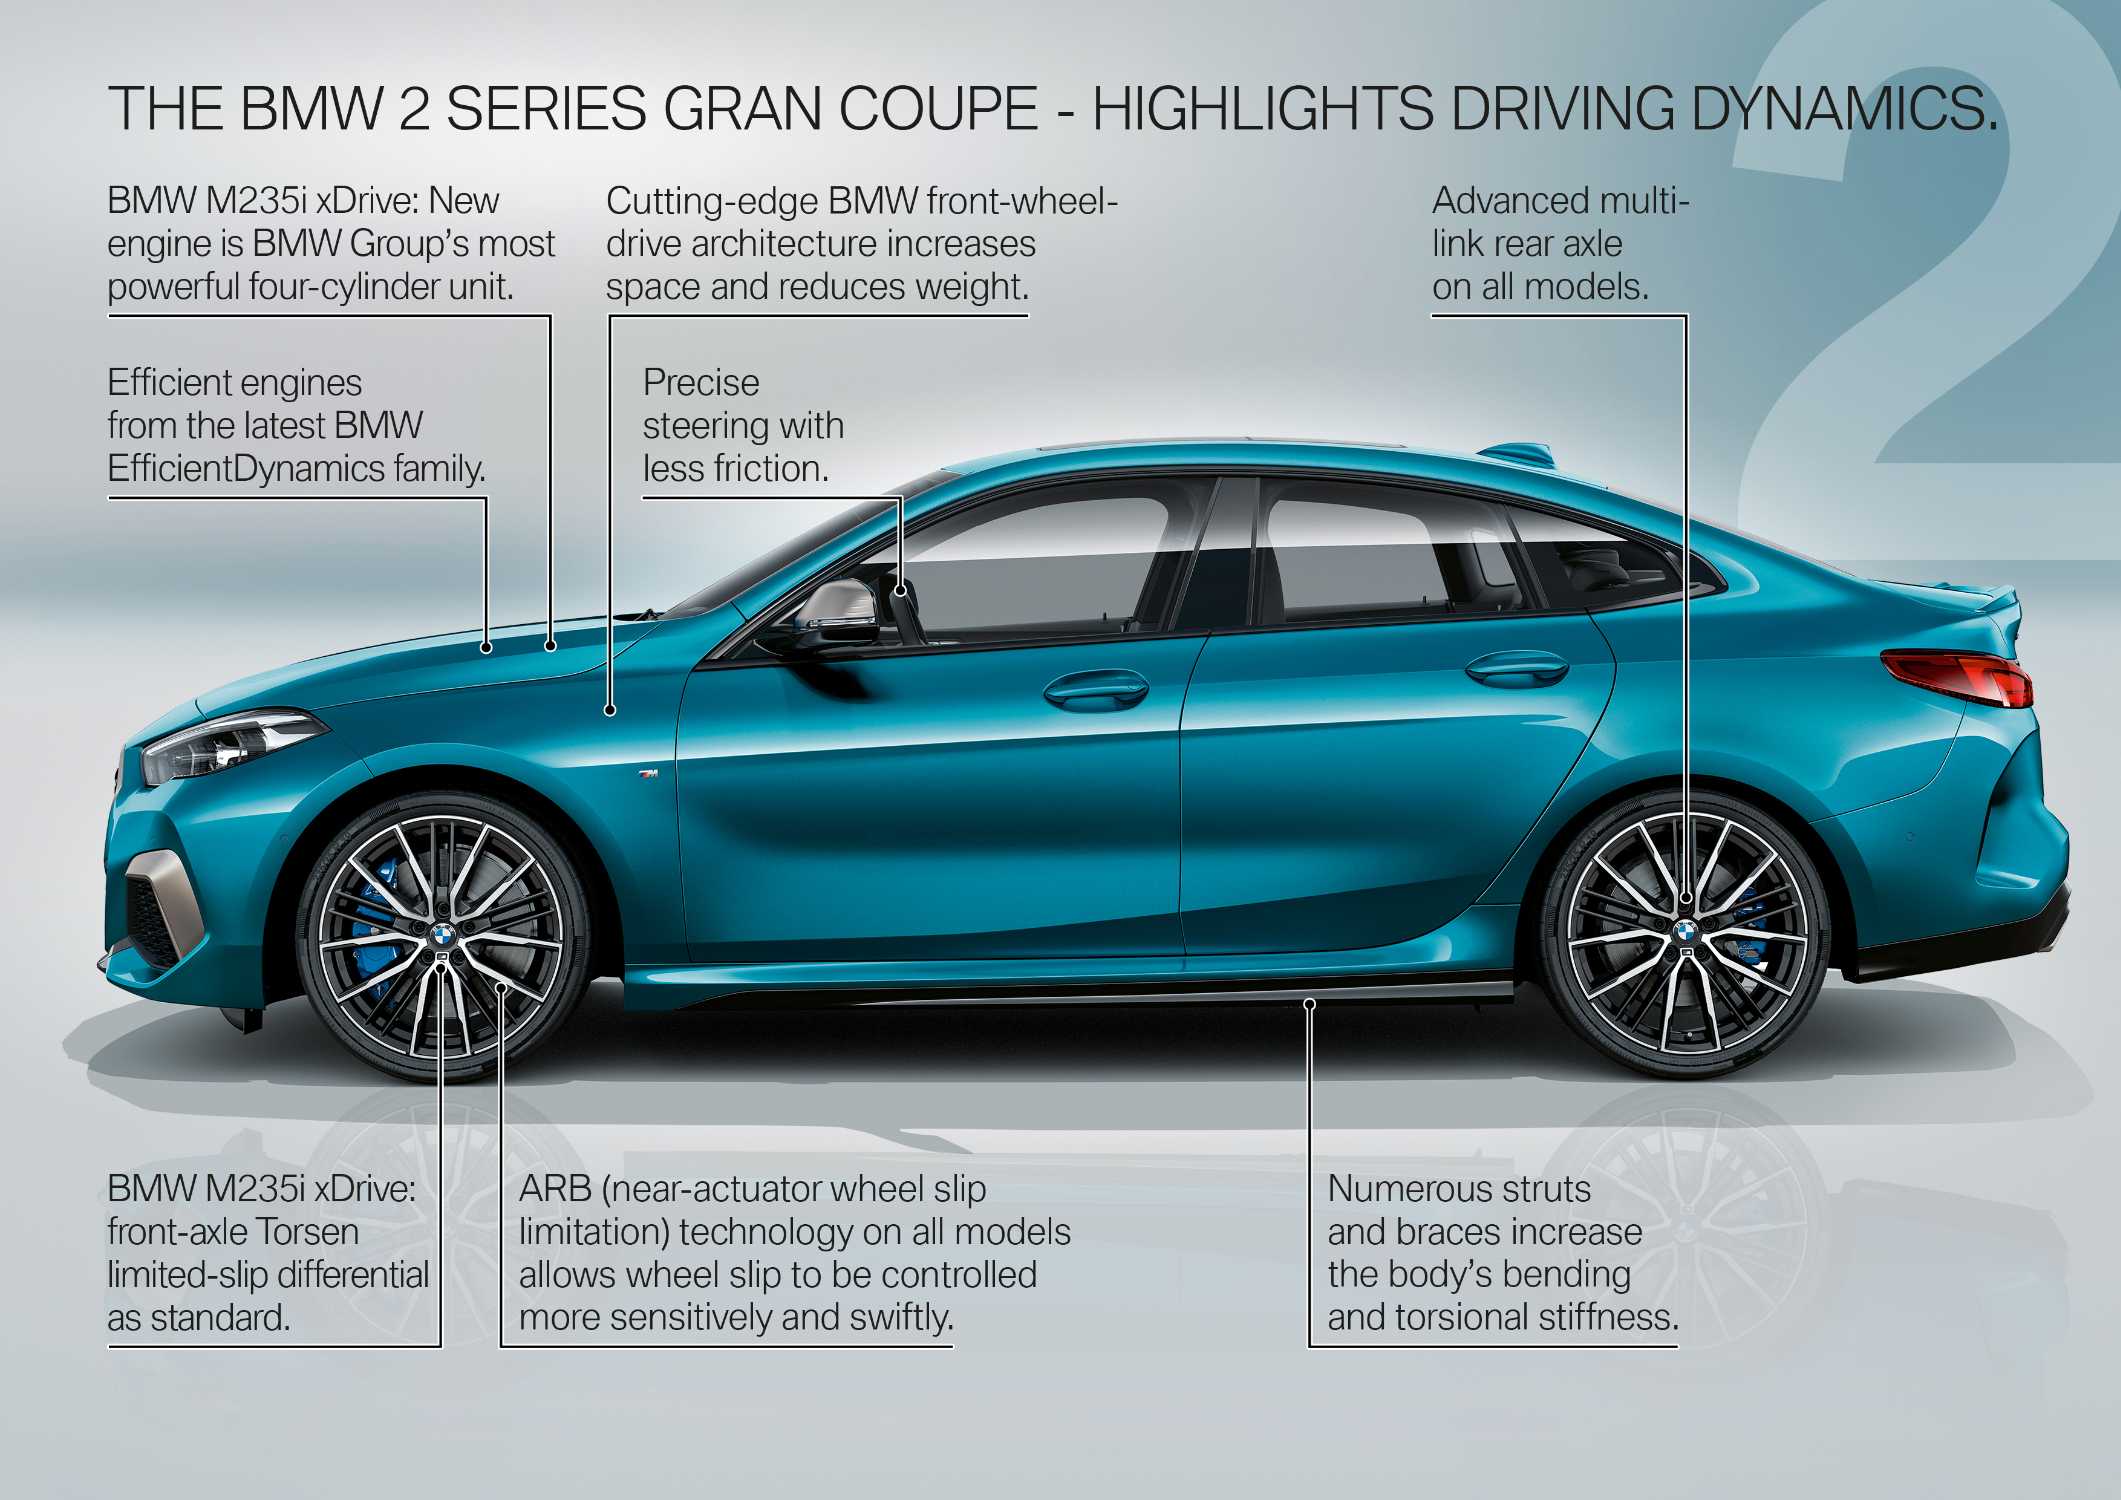 THE BMW 2 SERIES GRAN COUPE - HIGHLIGHTS DRIVING DYNAMICS.
2
BMW M235i xDrive: New
engine is BMW Group's most
powerful four-cylinder unit.
Cutting-edge BMW front-wheel-
drive architecture increases
space and reduces weight.
Advanced multi-
link rear axle
on all models.
Efficient engines
from the latest BMW
EfficientDynamics family.
Precise
steering with
less friction.
BMW M235i xDrive:
front-axle Torsen
limited-slip differential
as standard.
ARB (near-actuator wheel slip
limitation) technology on all models
allows wheel slip to be controlled
more sensitively and swiftly.
Numerous struts
and braces increase
the body's bending
and torsional stiffness.